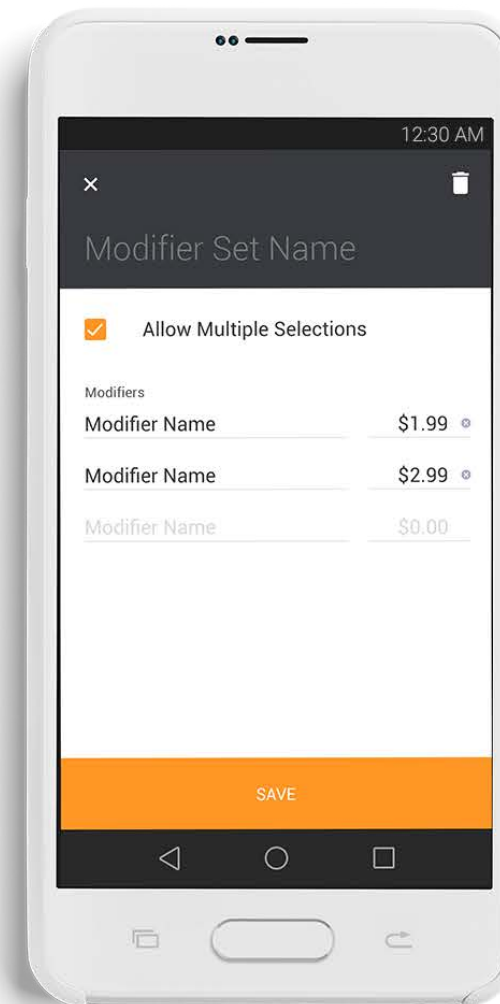 12:30 AM
Modifier Set Name
Allow Multiple Selections
Modifiers
Modifier Name $1.99
Modifier Name $2.99
Modifier Name $0.00
SAVE